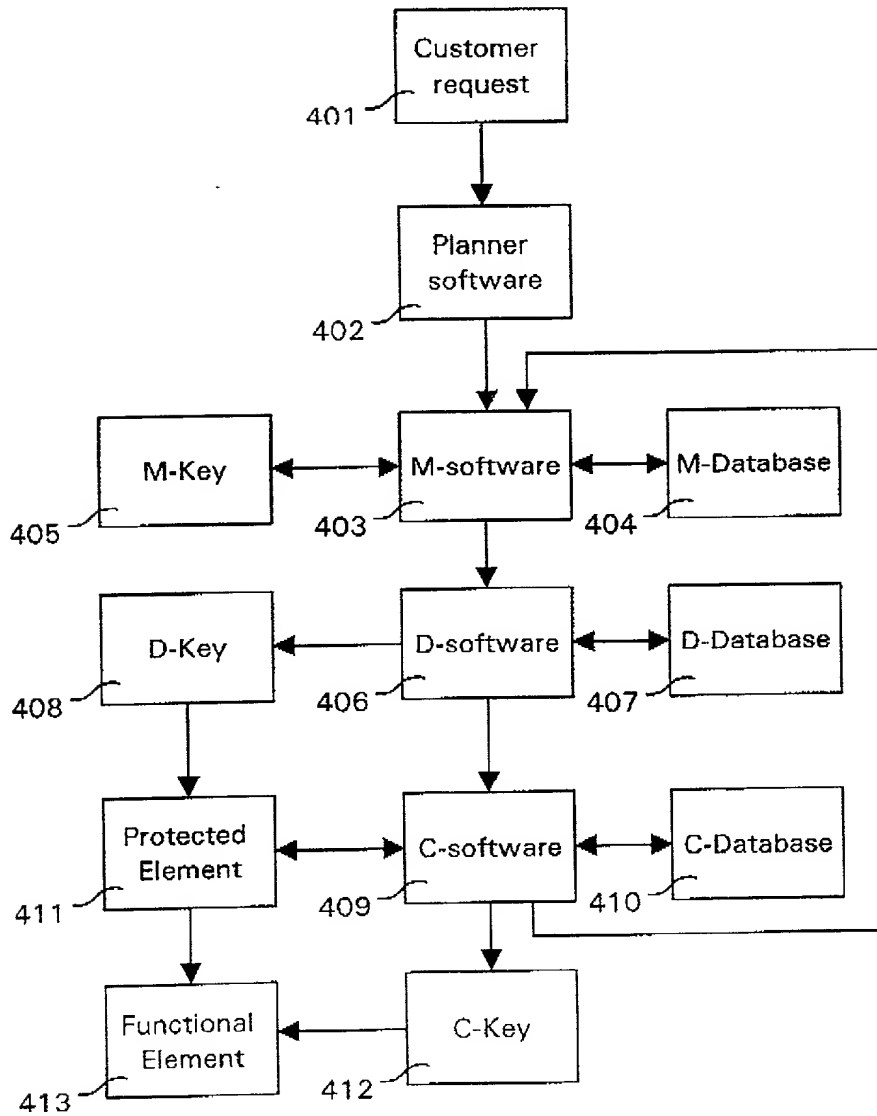 Customer
request
401
Planner
software
402
M-Key
405
M-software
403
M-Database
404
D-Key
408
D-software
406
D-Database
407
Protected
Element
411
C-software
409
C-Database
410
Functional
Element
413
C-Key
412